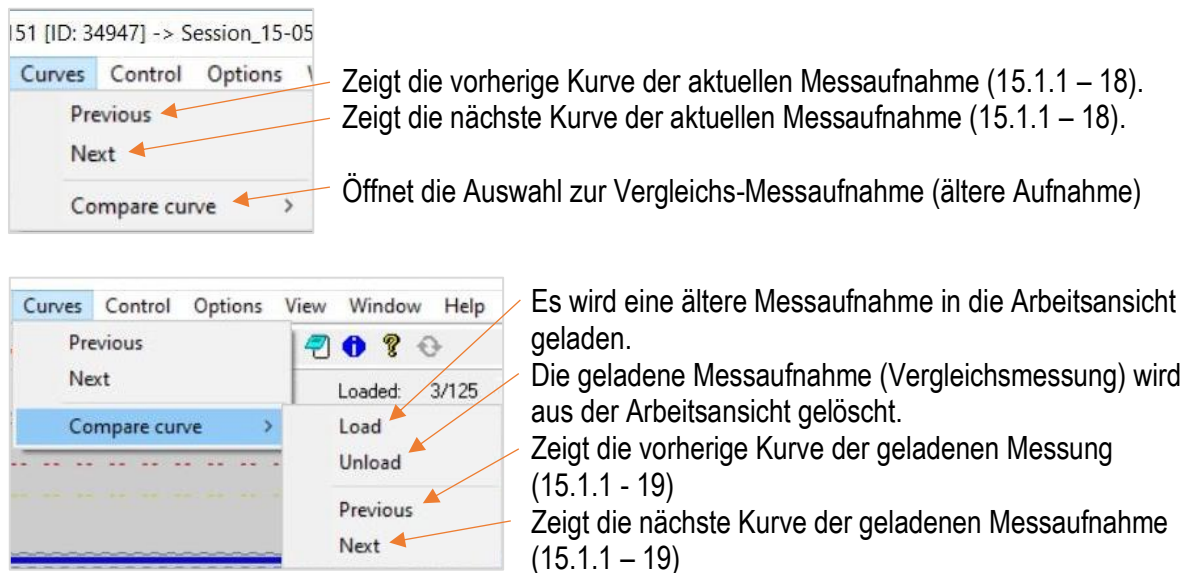 151 [ID: 34947] -> Session_15-05
Curves Control Options
Zeigt die vorherige Kurve der aktuellen Messaufnahme (15.1.1 – 18).
Previous
Zeigt die nächste Kurve der aktuellen Messaufnahme (15.1.1 – 18).
Next
Öffnet die Auswahl zur Vergleichs-Messaufnahme (ältere Aufnahme)
Compare curve >
Curves Control Options View Window Help
Previous
Next
Loaded: 3/125
Compare curve >
Load
Unload
Previous
Next
Es wird eine ältere Messaufnahme in die Arbeitsansicht
geladen.
Die geladene Messaufnahme (Vergleichsmessung) wird
aus der Arbeitsansicht gelöscht.
Zeigt die vorherige Kurve der geladenen Messung
(15.1.1 - 19)
Zeigt die nächste Kurve der geladenen Messaufnahme
(15.1.1 – 19)